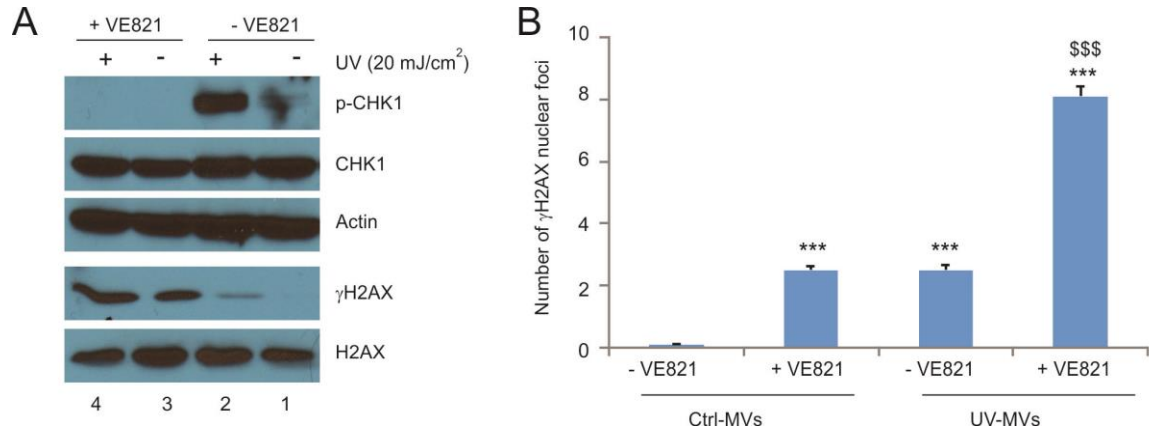 A
+ VE821 - VE821
+ - + -
UV (20 mJ/cm²)
p-CHK1
CHK1
Actin
γH2AX
H2AX
4 3 2 1
B
Number of γH2AX nuclear foci
10
8
6
4
2
0
***
***
$$$
***
- VE821 + VE821 - VE821 + VE821
Ctrl-MVs UV-MVs